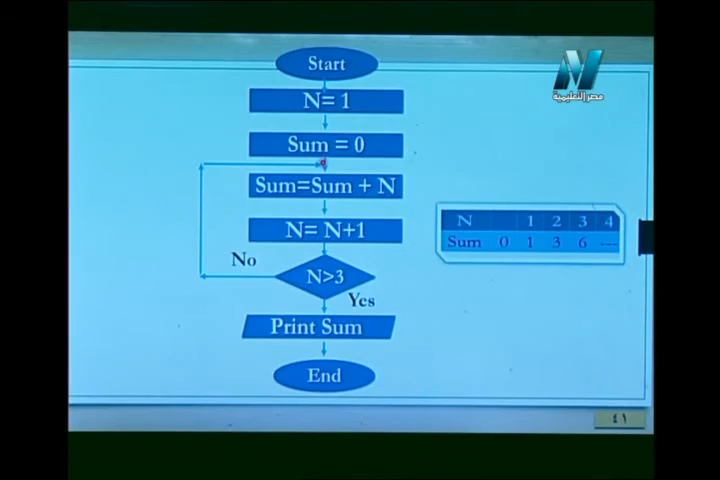 Start
مصر التعليمية
N= 1
Sum = 0
Sum=Sum + N
N= N+1
N 1 2 3 4
Sum 0 1 3 6 ---
No
N>3
Yes
Print Sum
End
٤١